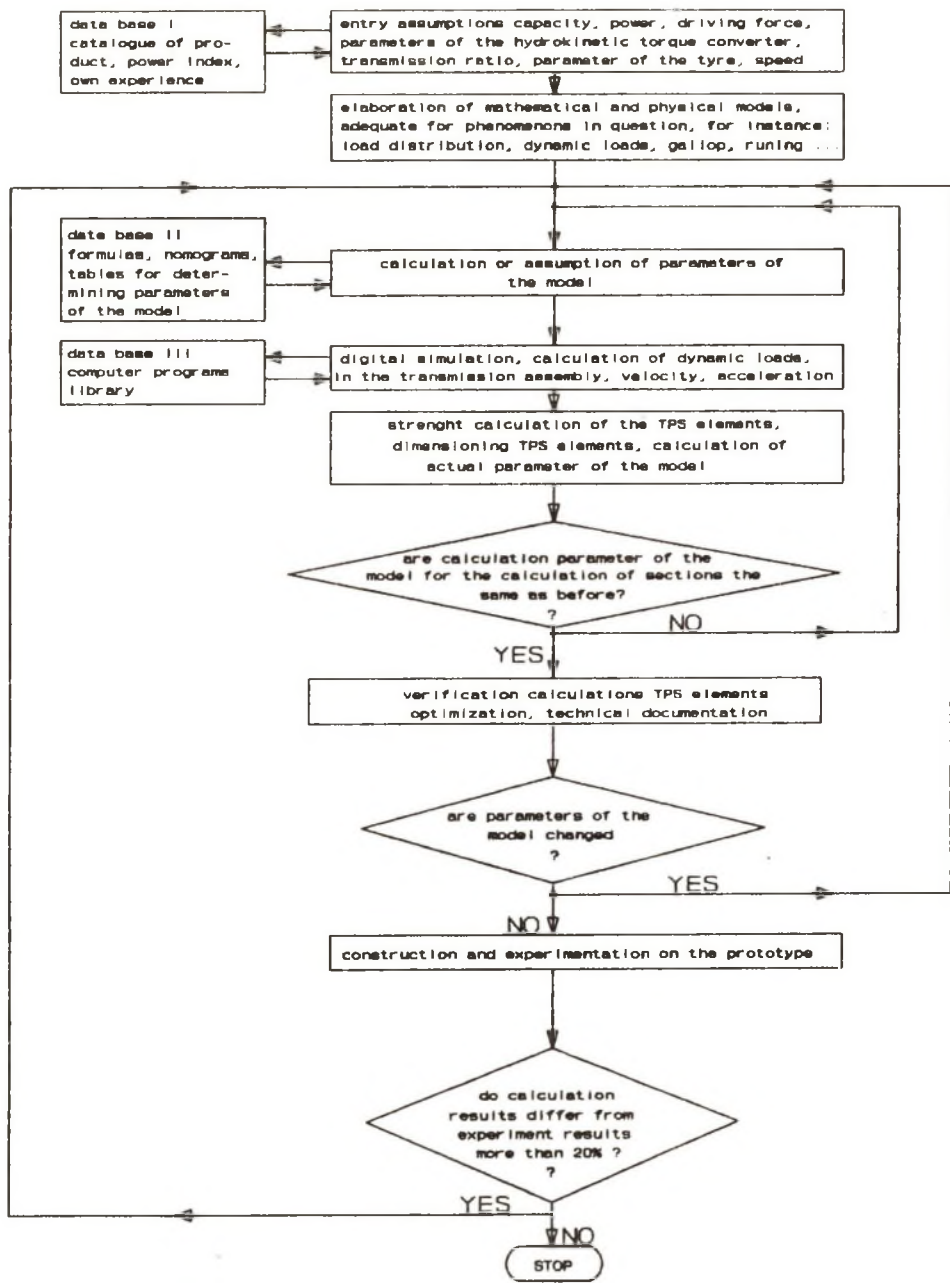 data base I
catalogue of pro-
duct, power index,
own experience
entry assumptions capacity, power, driving force,
parameters of the hydrokinetic torque converter,
transmission ratio, parameter of the tyre, speed
elaboration of mathematical and physical models,
adequate for phenomenons in question, for instance:
load distribution, dynamic loads, gallop, runing ...
data base II
formulas, nomograms,
tables for deter-
mining parameters
of the model
calculation or assumption of parameters of
the model
data base III
computer programs
library
digital simulation, calculation of dynamic loads,
in the transmission assembly, velocity, acceleration
strenght calculation of the TPS elements,
dimensioning TPS elements, calculation of
actual parameter of the model
are calculation parameter of the
model for the calculation of sections the
same as before?
?
NO
YES
verification calculations TPS elements
optimization, technical documentation
are parameters of the
model changed
?
YES
NO
construction and experimentation on the prototype
do calculation
results differ from
experiment results
more than 20% ?
?
YES
NO
STOP